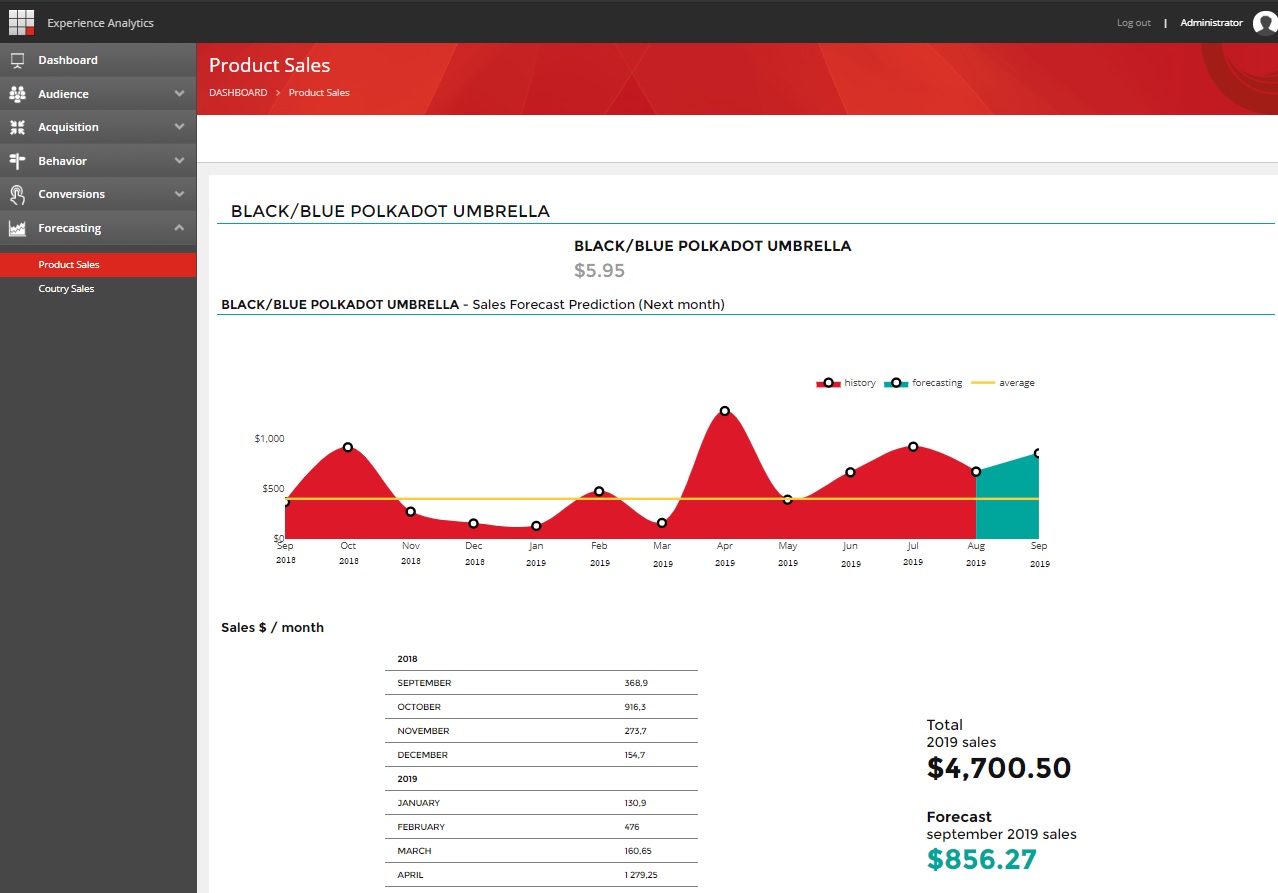 Experience Analytics
Log out | Administrator
Dashboard
Audience
Acquisition
Behavior
Conversions
Forecasting
Product Sales
Coutry Sales
Product Sales
DASHBOARD > Product Sales
BLACK/BLUE POLKADOT UMBRELLA
BLACK/BLUE POLKADOT UMBRELLA
$5.95
BLACK/BLUE POLKADOT UMBRELLA - Sales Forecast Prediction (Next month)
history forecasting average
$1,000
$500
$0
Sep Oct Nov Dec Jan Feb Mar Apr May Jun Jul Aug Sep
2018 2018 2018 2018 2019 2019 2019 2019 2019 2019 2019 2019 2019
Sales $ / month
2018
SEPTEMBER 368,9
OCTOBER 916,3
NOVEMBER 273,7
DECEMBER 154,7
2019
JANUARY 130,9
FEBRUARY 476
MARCH 160,65
APRIL 1 279,25
Total
2019 sales
$4,700.50
Forecast
september 2019 sales
$856.27